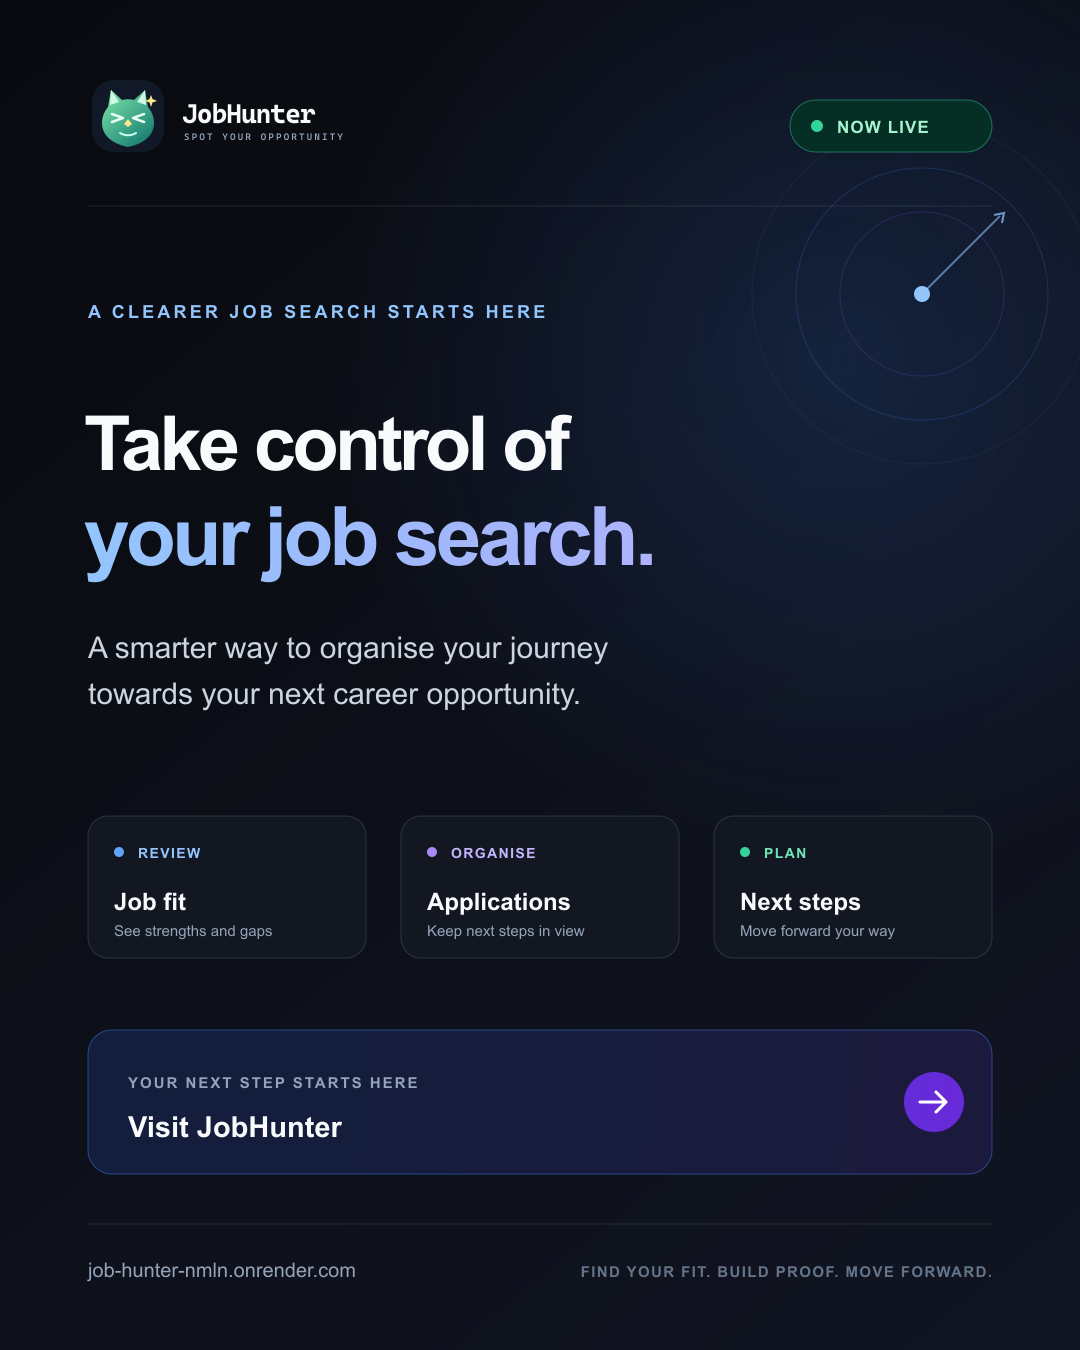 JobHunter
SPOT YOUR OPPORTUNITY
NOW LIVE
A CLEARER JOB SEARCH STARTS HERE
Take control of
your job search.
A smarter way to organise your journey
towards your next career opportunity.
REVIEW
Job fit
See strengths and gaps
ORGANISE
Applications
Keep next steps in view
PLAN
Next steps
Move forward your way
YOUR NEXT STEP STARTS HERE
Visit JobHunter
job-hunter-nmln.onrender.com
FIND YOUR FIT. BUILD PROOF. MOVE FORWARD.